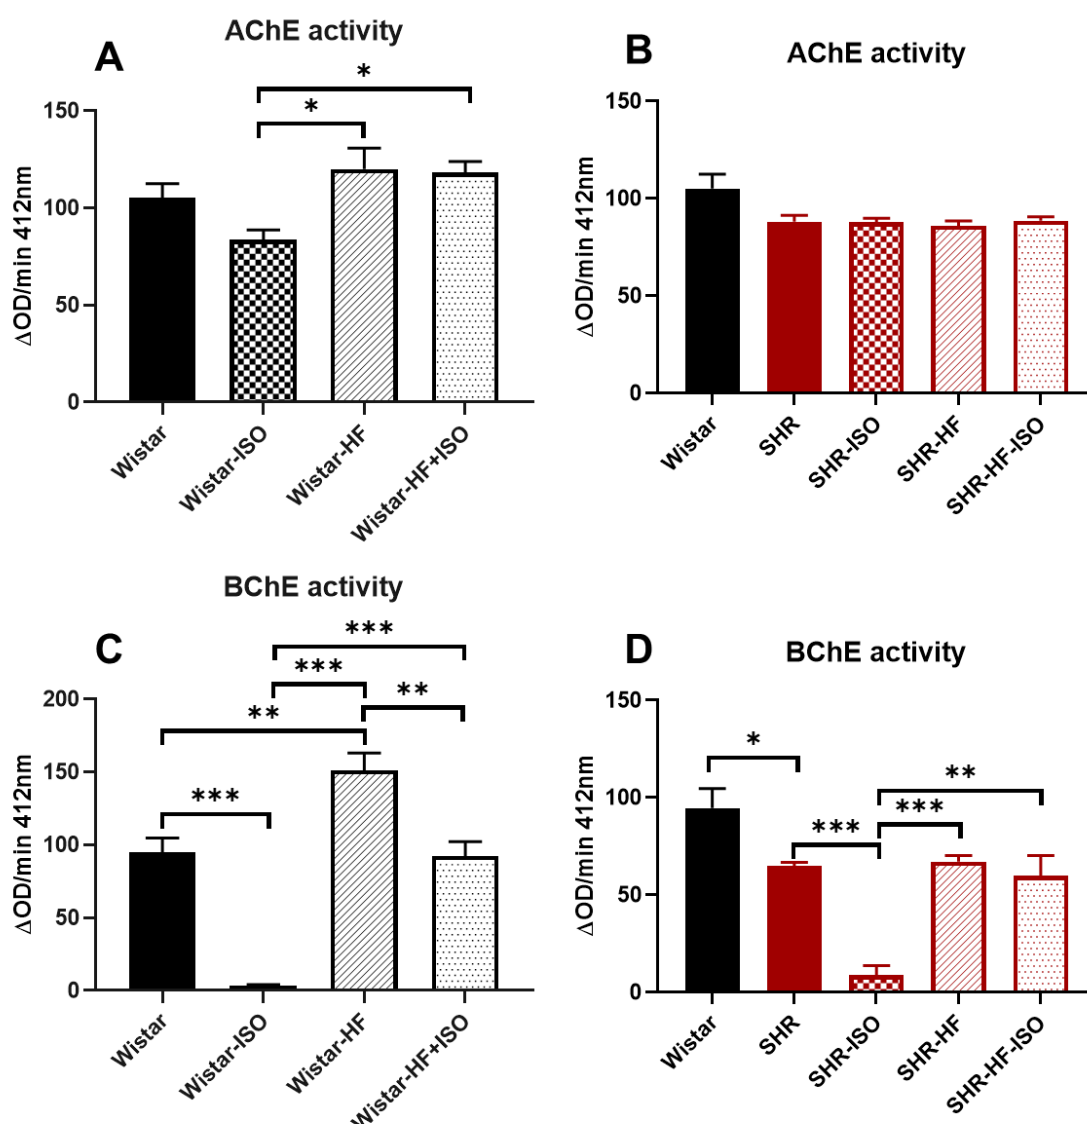 AChE activity
A
*
*
150
100
50
0
ΔOD/min 412nm
Wistar
Wistar-ISO
Wistar-HF
Wistar-HF+ISO
B
AChE activity
150
100
50
0
ΔOD/min 412nm
Wistar
SHR
SHR-ISO
SHR-HF
SHR-HF-ISO
BChE activity
C
***
***
**
**
***
200
150
100
50
0
ΔOD/min 412nm
Wistar
Wistar-ISO
Wistar-HF
Wistar-HF+ISO
D
BChE activity
*
**
***
***
150
100
50
0
ΔOD/min 412nm
Wistar
SHR
SHR-ISO
SHR-HF
SHR-HF-ISO